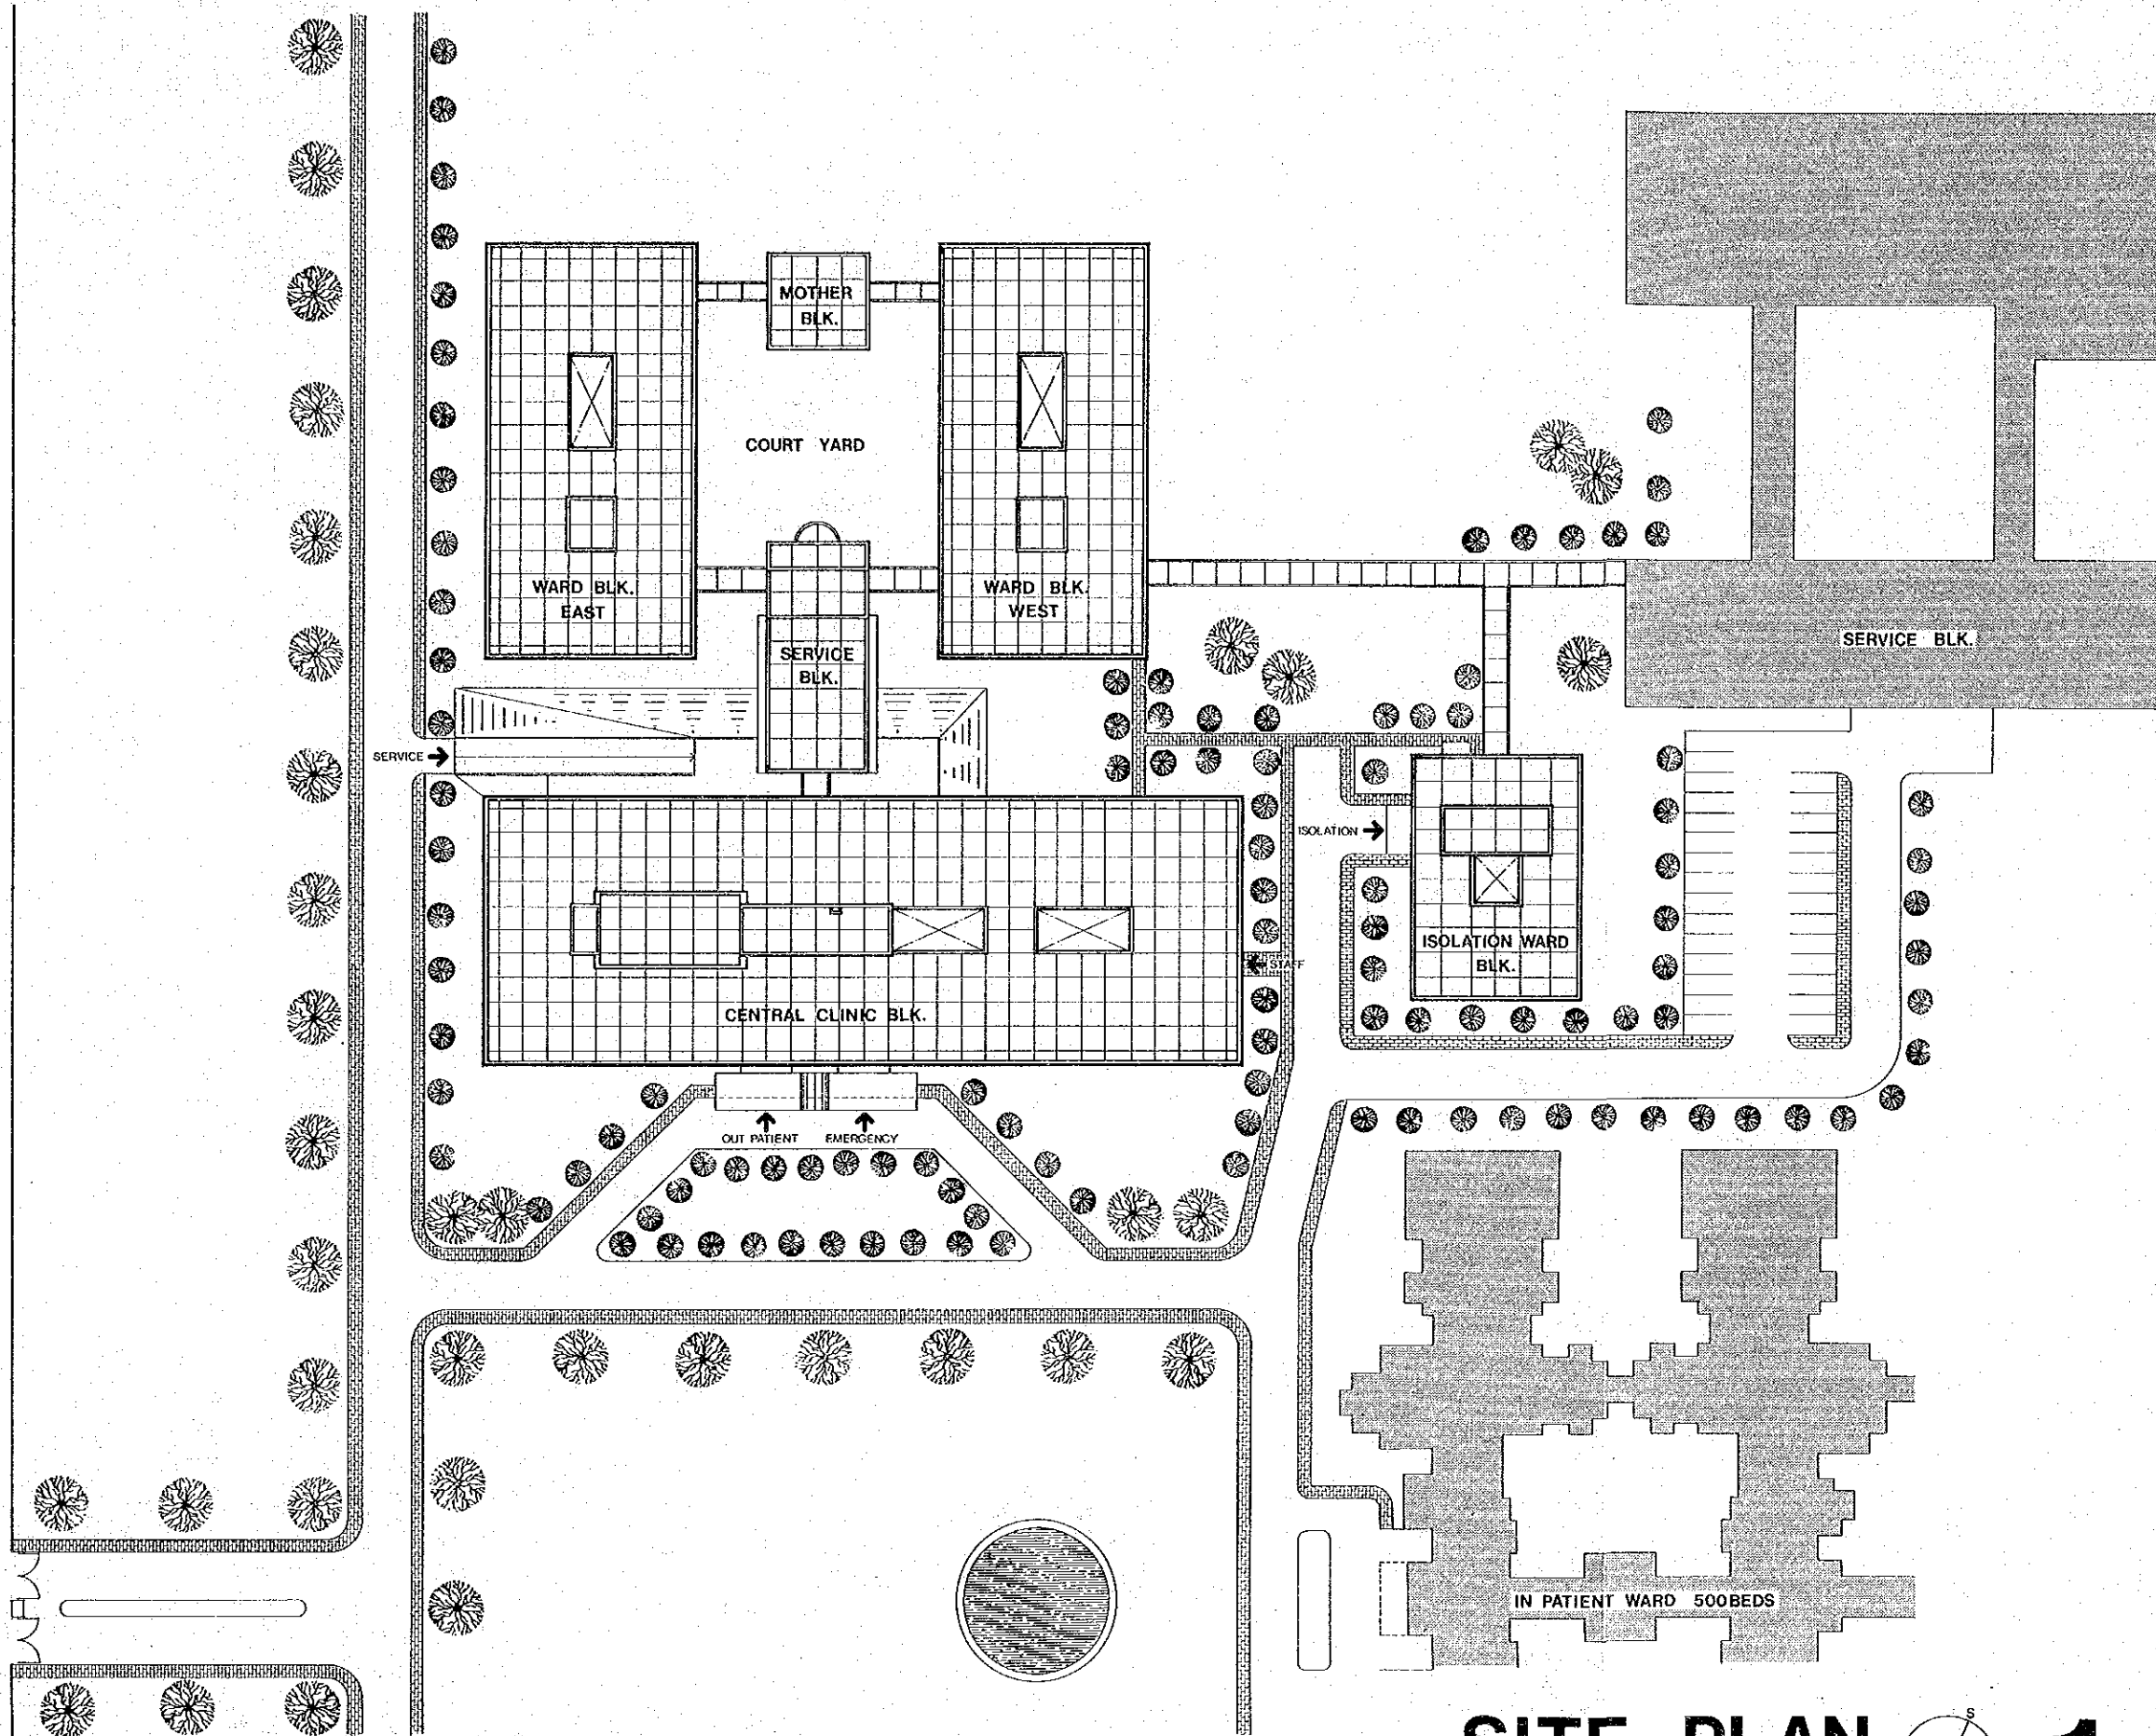 MOTHER
BLK.
COURT YARD
WARD BLK.
EAST
WARD BLK.
WEST
SERVICE
BLK.
SERVICE BLK.
SERVICE
ISOLATION
ISOLATION WARD
BLK.
STAFF
CENTRAL CLINIC BLK.
OUT PATIENT
EMERGENCY
IN PATIENT WARD 500BEDS
SITE PLAN
S
1